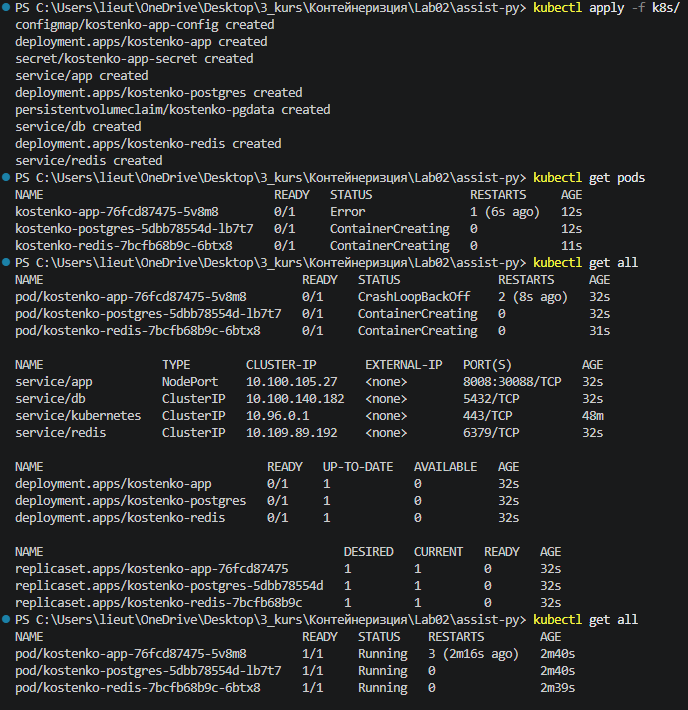 PS C:\Users\lieut\OneDrive\Desktop\3_kurs\Контейнеризция\Lab02\assist-py> kubectl apply -f k8s/
configmap/kostenko-app-config created
deployment.apps/kostenko-app created
secret/kostenko-app-secret created
service/app created
deployment.apps/kostenko-postgres created
persistentvolumeclaim/kostenko-pgdata created
service/db created
deployment.apps/kostenko-redis created
service/redis created
PS C:\Users\lieut\OneDrive\Desktop\3_kurs\Контейнеризция\Lab02\assist-py> kubectl get pods
NAME READY STATUS RESTARTS AGE
kostenko-app-76fcd87475-5v8m8 0/1 Error 1 (6s ago) 12s
kostenko-postgres-5dbb78554d-lb7t7 0/1 ContainerCreating 0 12s
kostenko-redis-7bcfb68b9c-6btx8 0/1 ContainerCreating 0 11s
PS C:\Users\lieut\OneDrive\Desktop\3_kurs\Контейнеризция\Lab02\assist-py> kubectl get all
NAME READY STATUS RESTARTS AGE
pod/kostenko-app-76fcd87475-5v8m8 0/1 CrashLoopBackOff 2 (8s ago) 32s
pod/kostenko-postgres-5dbb78554d-lb7t7 0/1 ContainerCreating 0 32s
pod/kostenko-redis-7bcfb68b9c-6btx8 0/1 ContainerCreating 0 31s
NAME TYPE CLUSTER-IP EXTERNAL-IP PORT(S) AGE
service/app NodePort 10.100.105.27 <none> 8008:30088/TCP 32s
service/db ClusterIP 10.100.140.182 <none> 5432/TCP 32s
service/kubernetes ClusterIP 10.96.0.1 <none> 443/TCP 48m
service/redis ClusterIP 10.109.89.192 <none> 6379/TCP 32s
NAME READY UP-TO-DATE AVAILABLE AGE
deployment.apps/kostenko-app 0/1 1 0 32s
deployment.apps/kostenko-postgres 0/1 1 0 32s
deployment.apps/kostenko-redis 0/1 1 0 32s
NAME DESIRED CURRENT READY AGE
replicaset.apps/kostenko-app-76fcd87475 1 1 0 32s
replicaset.apps/kostenko-postgres-5dbb78554d 1 1 0 32s
replicaset.apps/kostenko-redis-7bcfb68b9c 1 1 0 32s
PS C:\Users\lieut\OneDrive\Desktop\3_kurs\Контейнеризция\Lab02\assist-py> kubectl get all
NAME READY STATUS RESTARTS AGE
pod/kostenko-app-76fcd87475-5v8m8 1/1 Running 3 (2m16s ago) 2m40s
pod/kostenko-postgres-5dbb78554d-lb7t7 1/1 Running 0 2m40s
pod/kostenko-redis-7bcfb68b9c-6btx8 1/1 Running 0 2m39s